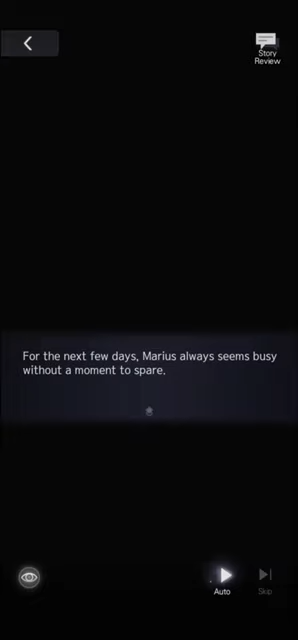 Story
Review
For the next few days, Marius always seems busy
without a moment to spare.
Auto
Skip